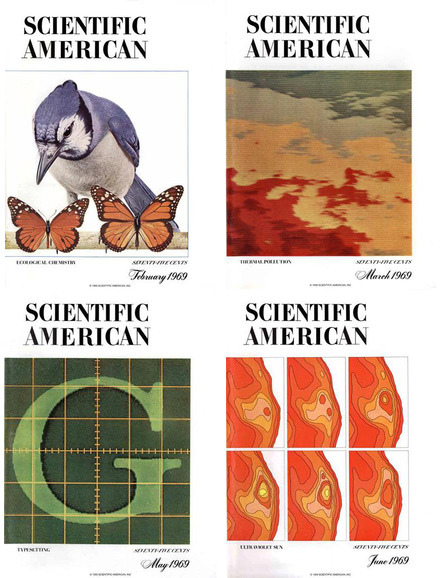 SCIENTIFIC
AMERICAN
ECOLOGICAL CHEMISTRY
SEVENTY-FIVE CENTS
February 1969
© 1969 SCIENTIFIC AMERICAN, INC
SCIENTIFIC
AMERICAN
THERMAL POLLUTION
SEVENTY-FIVE CENTS
March 1969
© 1969 SCIENTIFIC AMERICAN, INC
SCIENTIFIC
AMERICAN
G
TYPESETTING
SEVENTY-FIVE CENTS
May 1969
© 1969 SCIENTIFIC AMERICAN, INC
SCIENTIFIC
AMERICAN
ULTRAVIOLET SUN
SEVENTY-FIVE CENTS
June 1969
© 1969 SCIENTIFIC AMERICAN, INC